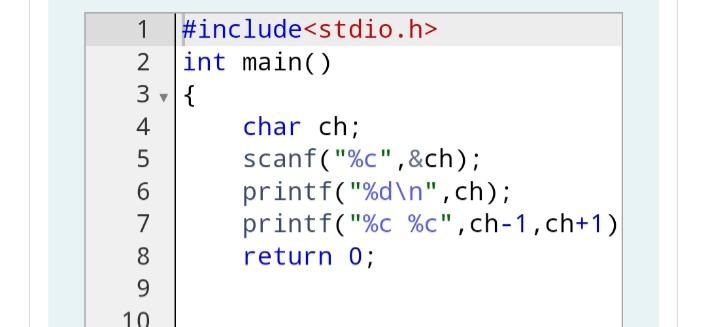 1 #include<stdio.h>
2 int main()
3 {
4 char ch;
5 scanf("%c",&ch);
6 printf("%d\n",ch);
7 printf("%c %c",ch-1,ch+1)
8 return 0;
9
10